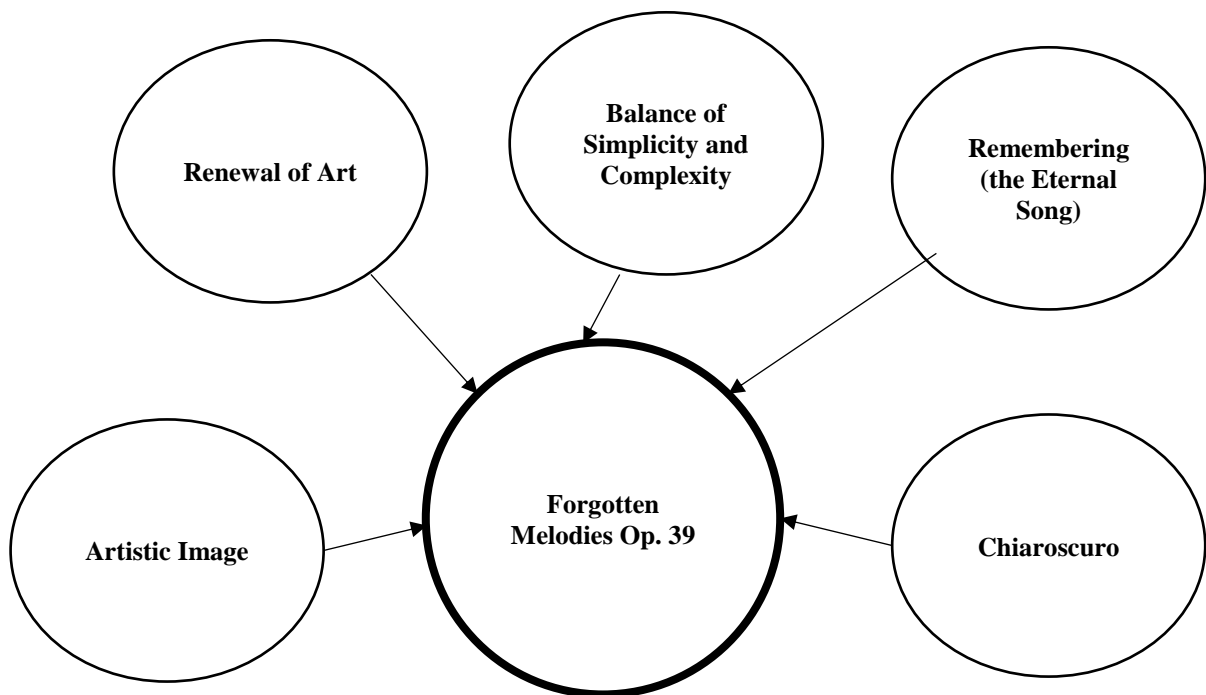 Renewal of Art
Balance of
Simplicity and
Complexity
Remembering
(the Eternal
Song)
Artistic Image
Forgotten
Melodies Op. 39
Chiaroscuro